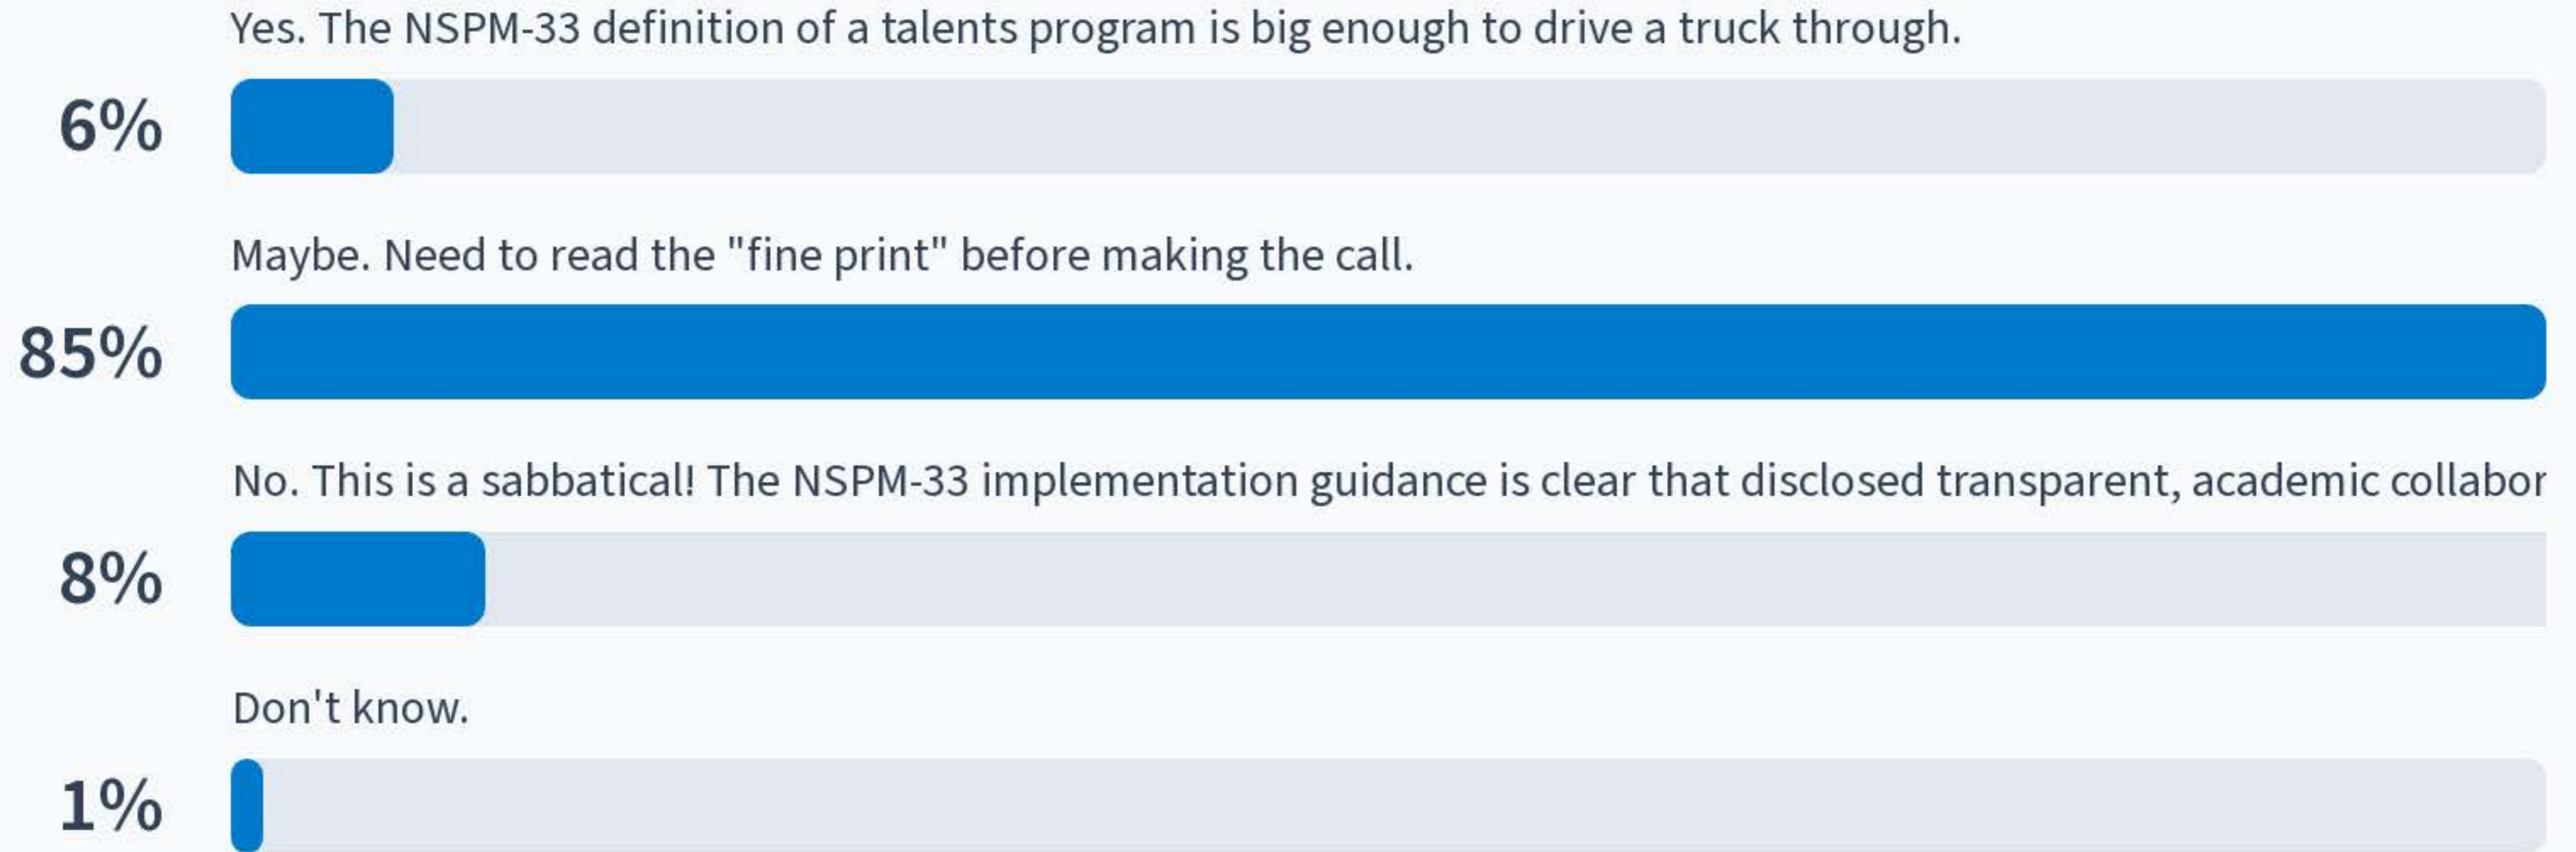 Yes. The NSPM-33 definition of a talents program is big enough to drive a truck through.
6%
Maybe. Need to read the "fine print" before making the call.
85%
No. This is a sabbatical! The NSPM-33 implementation guidance is clear that disclosed transparent, academic collabor
8%
Don't know.
1%